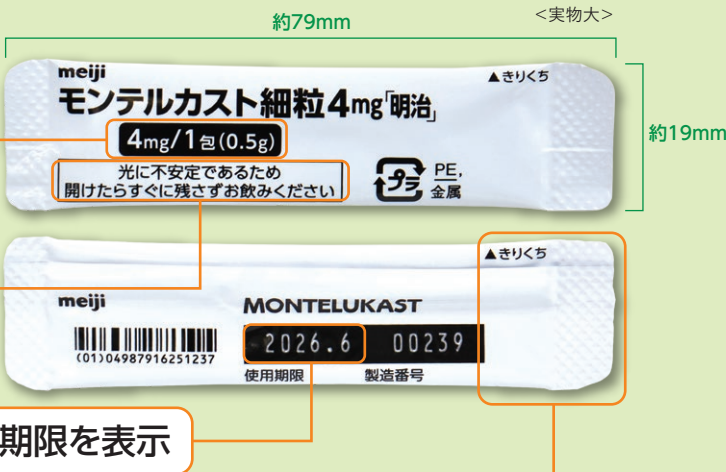 約79mm
<実物大>
meiji
▲きりくち
モンテルカスト細粒4mg「明治」
4mg/1包(0.5g)
光に不安定であるため
開けたらすぐに残さずお飲みください
プラ
PE,
金属
約19mm
▲きりくち
meiji
MONTELUKAST
(01)04987916251237
2026.6 00239
使用期限 製造番号
期限を表示